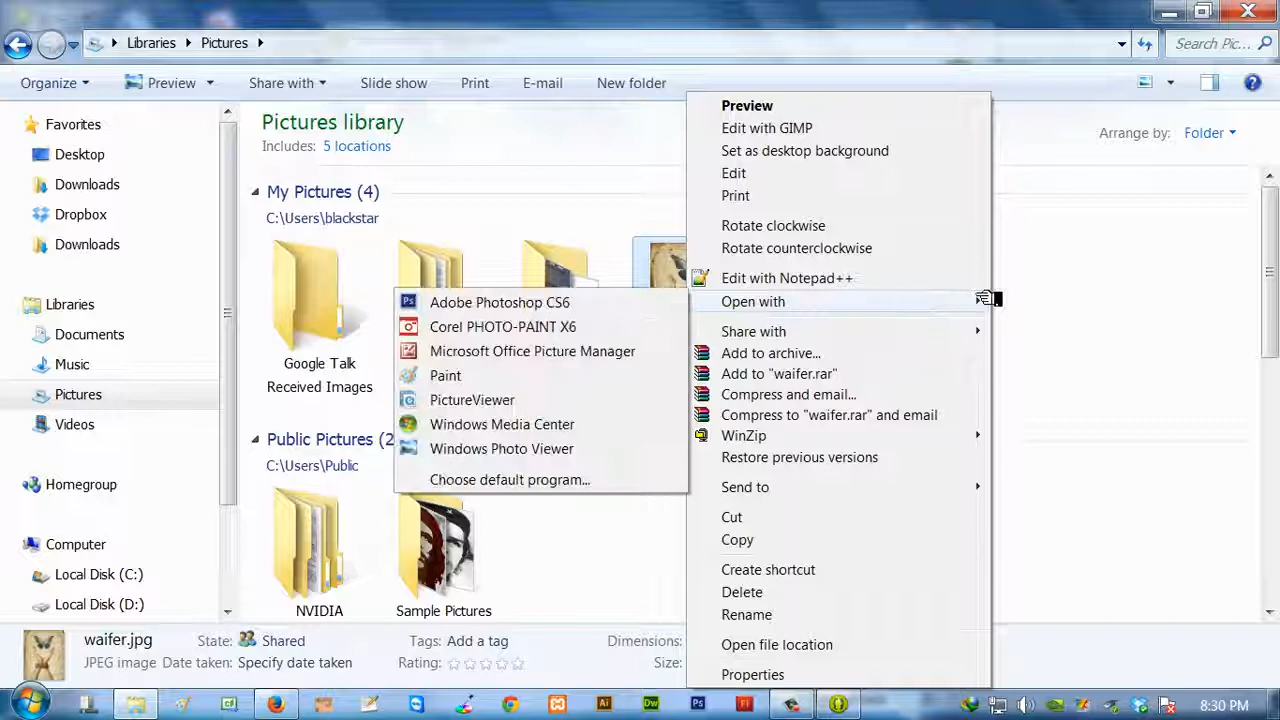 Libraries
Pictures
Search Pic...
Organize
Preview
Share with
Slide show
Print
E-mail
New folder
Favorites
Desktop
Downloads
Dropbox
Downloads
Libraries
Documents
Music
Pictures
Videos
Homegroup
Computer
Local Disk (C:)
Local Disk (D:)
Pictures library
Includes: 5 locations
Arrange by: Folder
My Pictures (4)
C:\Users\blackstar
Google Talk
Received Images
Public Pictures (2
C:\Users\Public
NVIDIA
Sample Pictures
Preview
Edit with GIMP
Set as desktop background
Edit
Print
Rotate clockwise
Rotate counterclockwise
Edit with Notepad++
Open with
Share with
Add to archive...
Add to "waifer.rar"
Compress and email...
Compress to "waifer.rar" and email
WinZip
Restore previous versions
Send to
Cut
Copy
Create shortcut
Delete
Rename
Open file location
Properties
Adobe Photoshop CS6
Corel PHOTO-PAINT X6
Microsoft Office Picture Manager
Paint
PictureViewer
Windows Media Center
Windows Photo Viewer
Choose default program...
waifer.jpg
State: Shared
Tags: Add a tag
Dimensions:
JPEG image
Date taken: Specify date taken
Rating:
Size:
Ps
Ai
Dw
Ps
Fl
8:30 PM